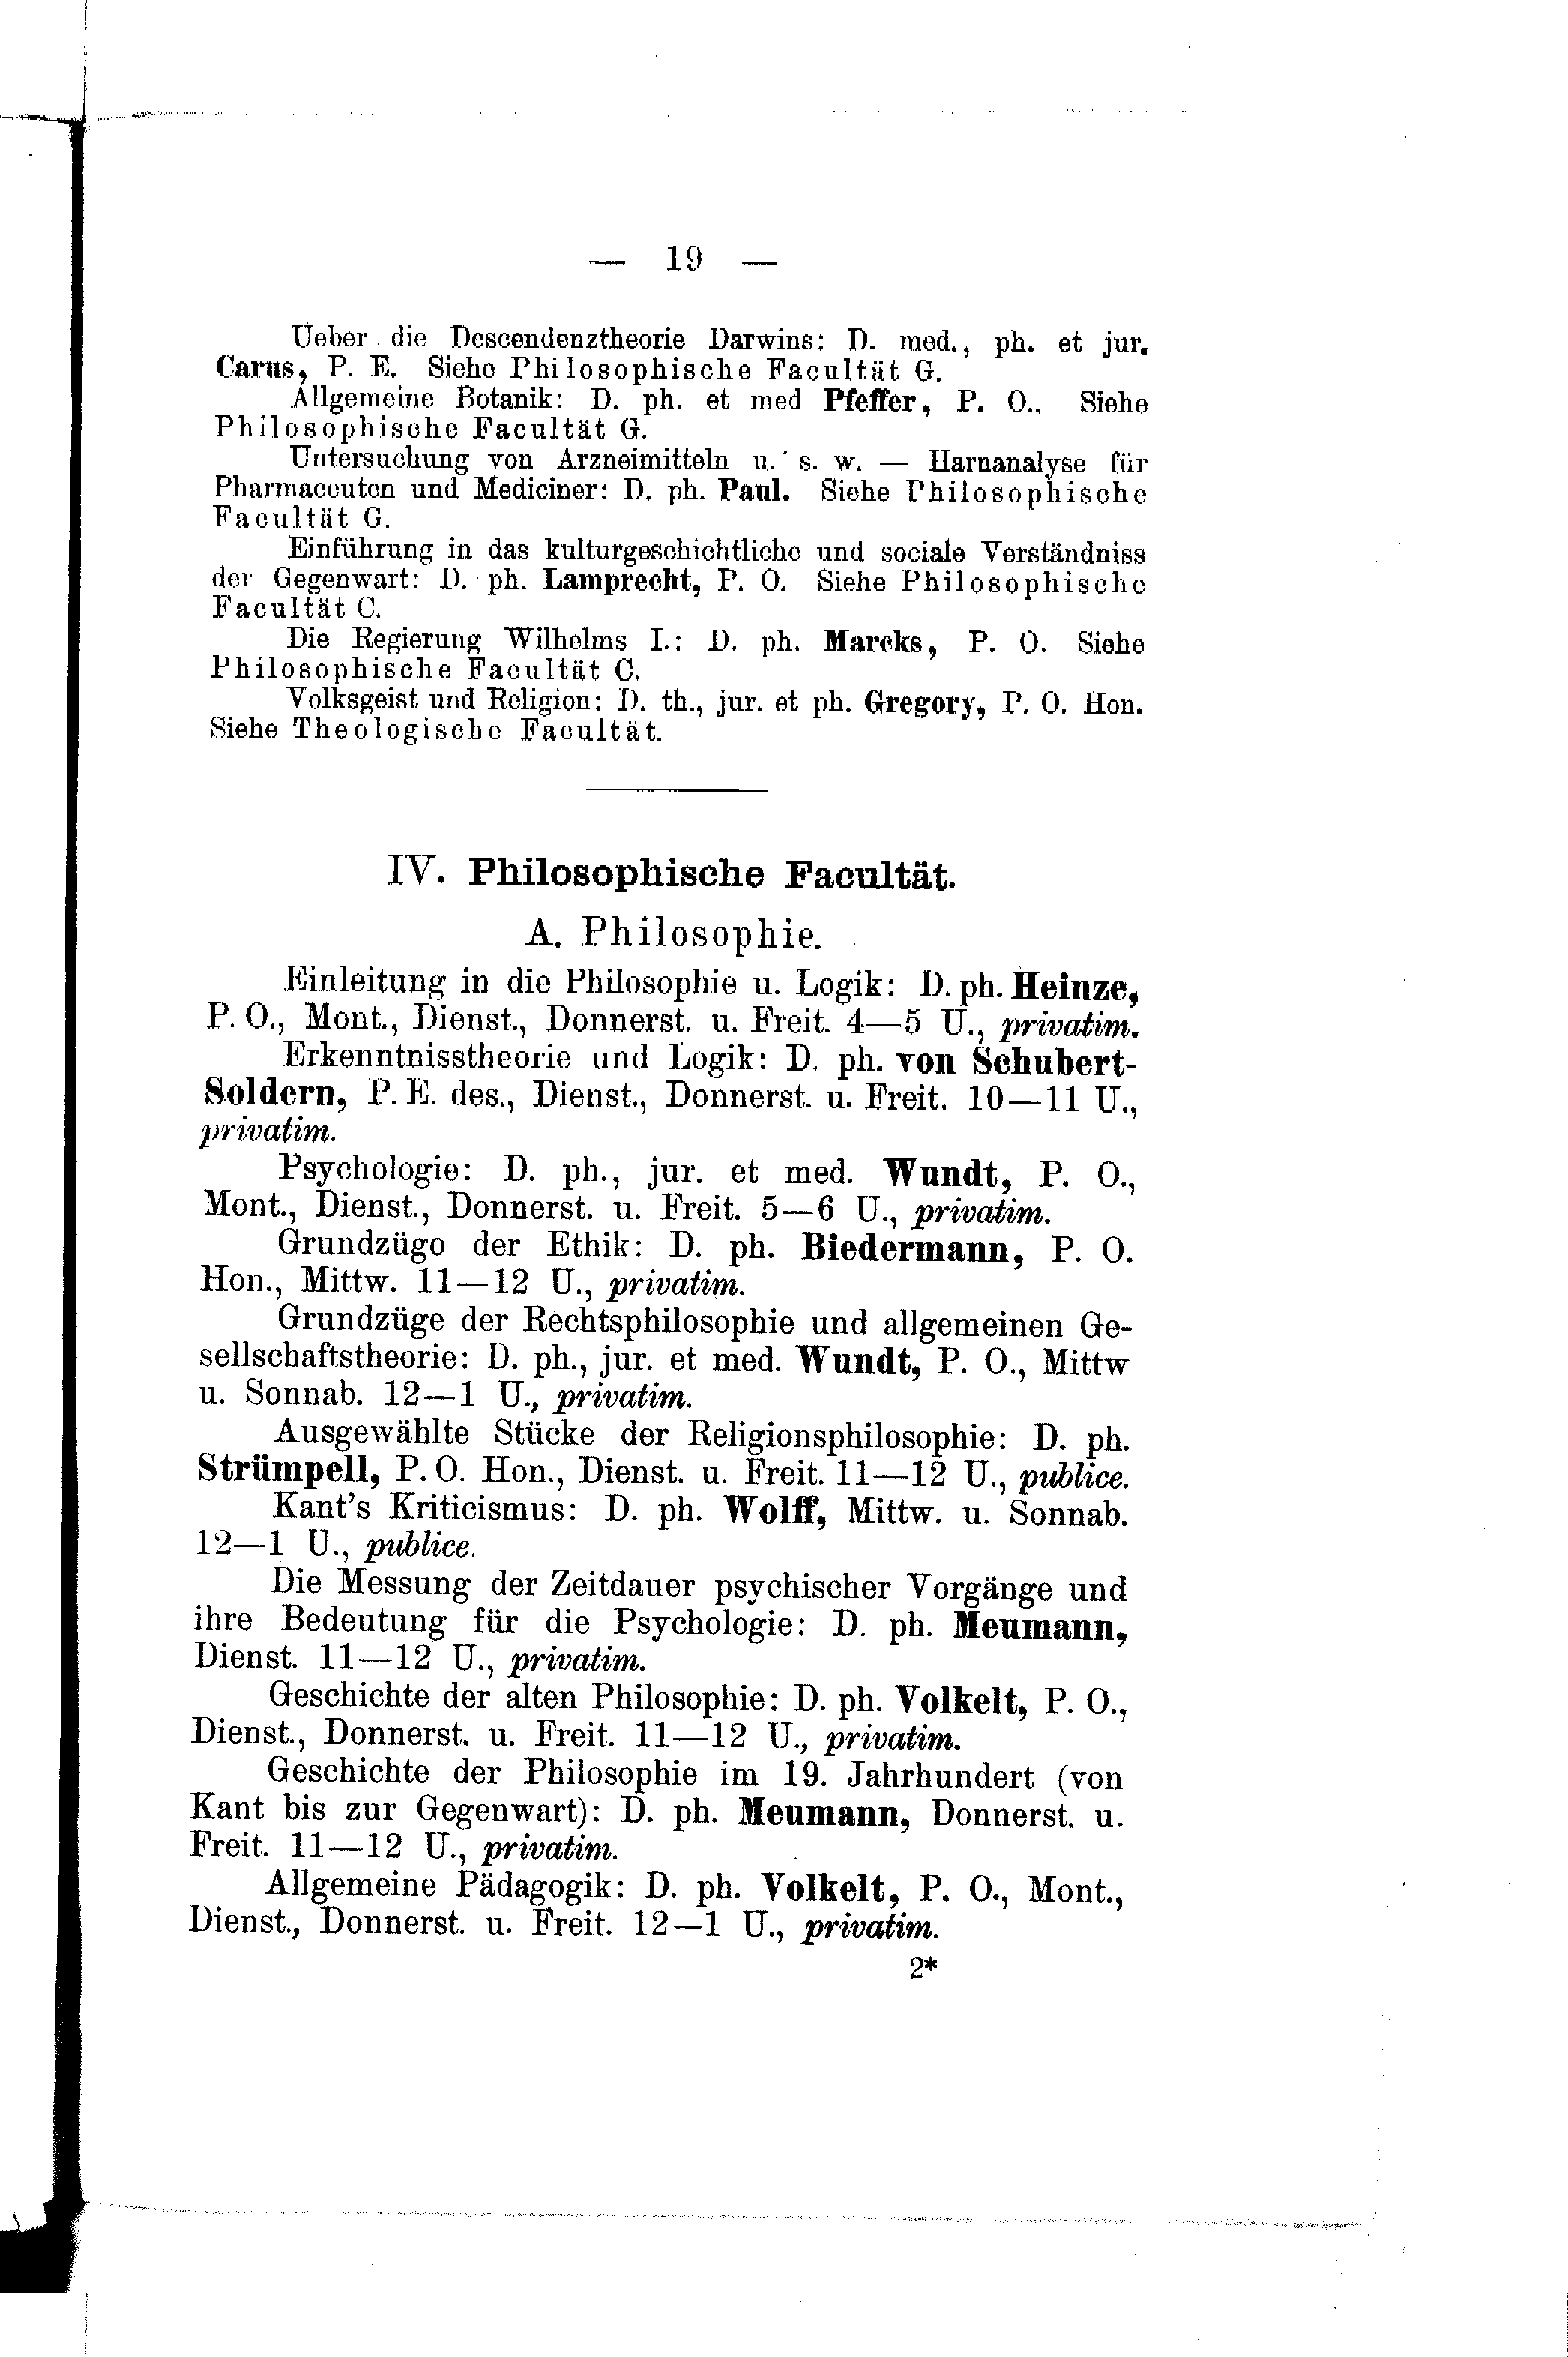 — 19 —
Ueber die Descendenztheorie Darwins: D. med., ph. et jur.
Carus, P. E. Siehe Philosophische Facultät G.
Allgemeine Botanik: D. ph. et med Pfeffer, P. O.. Siehe
Philosophische Facultät G.
Untersuchung von Arzneimitteln u. s. w. — Harnanalyse für
Pharmaceuten und Mediciner: D. ph. Paul. Siehe Philosophische
Facultät G.
Einführung in das kulturgeschichtliche und sociale Verständniss
der Gegenwart: D. ph. Lamprecht, P. O. Siehe Philosophische
Facultät C.
Die Regierung Wilhelms I.: D. ph. Marcks, P. O. Siehe
Philosophische Facultät C.
Volksgeist und Religion: D. th., jur. et ph. Gregory, P. O. Hon.
Siehe Theologische Facultät.
IV. Philosophische Facultät.
A. Philosophie.
Einleitung in die Philosophie u. Logik: D. ph. Heinze,
P. O., Mont., Dienst., Donnerst. u. Freit. 4—5 U., privatim.
Erkenntnisstheorie und Logik: D. ph. von Schubert-
Soldern, P. E. des., Dienst., Donnerst. u. Freit. 10—11 U.,
privatim.
Psychologie: D. ph., jur. et med. Wundt, P. O.,
Mont., Dienst., Donnerst. u. Freit. 5—6 U., privatim.
Grundzüge der Ethik: D. ph. Biedermann, P. O.
Hon., Mittw. 11—12 U., privatim.
Grundzüge der Rechtsphilosophie und allgemeinen Ge-
sellschaftstheorie: D. ph., jur. et med. Wundt, P. O., Mittw
u. Sonnab. 12—1 U., privatim.
Ausgewählte Stücke der Religionsphilosophie: D. ph.
Strümpell, P. O. Hon., Dienst. u. Freit. 11—12 U., publice.
Kant's Kriticismus: D. ph. Wolff, Mittw. u. Sonnab.
12—1 U., publice.
Die Messung der Zeitdauer psychischer Vorgänge und
ihre Bedeutung für die Psychologie: D. ph. Meumann,
Dienst. 11—12 U., privatim.
Geschichte der alten Philosophie: D. ph. Volkelt, P. O.,
Dienst., Donnerst. u. Freit. 11—12 U., privatim.
Geschichte der Philosophie im 19. Jahrhundert (von
Kant bis zur Gegenwart): D. ph. Meumann, Donnerst. u.
Freit. 11—12 U., privatim.
Allgemeine Pädagogik: D. ph. Volkelt, P. O., Mont.,
Dienst., Donnerst. u. Freit. 12—1 U., privatim.
2*